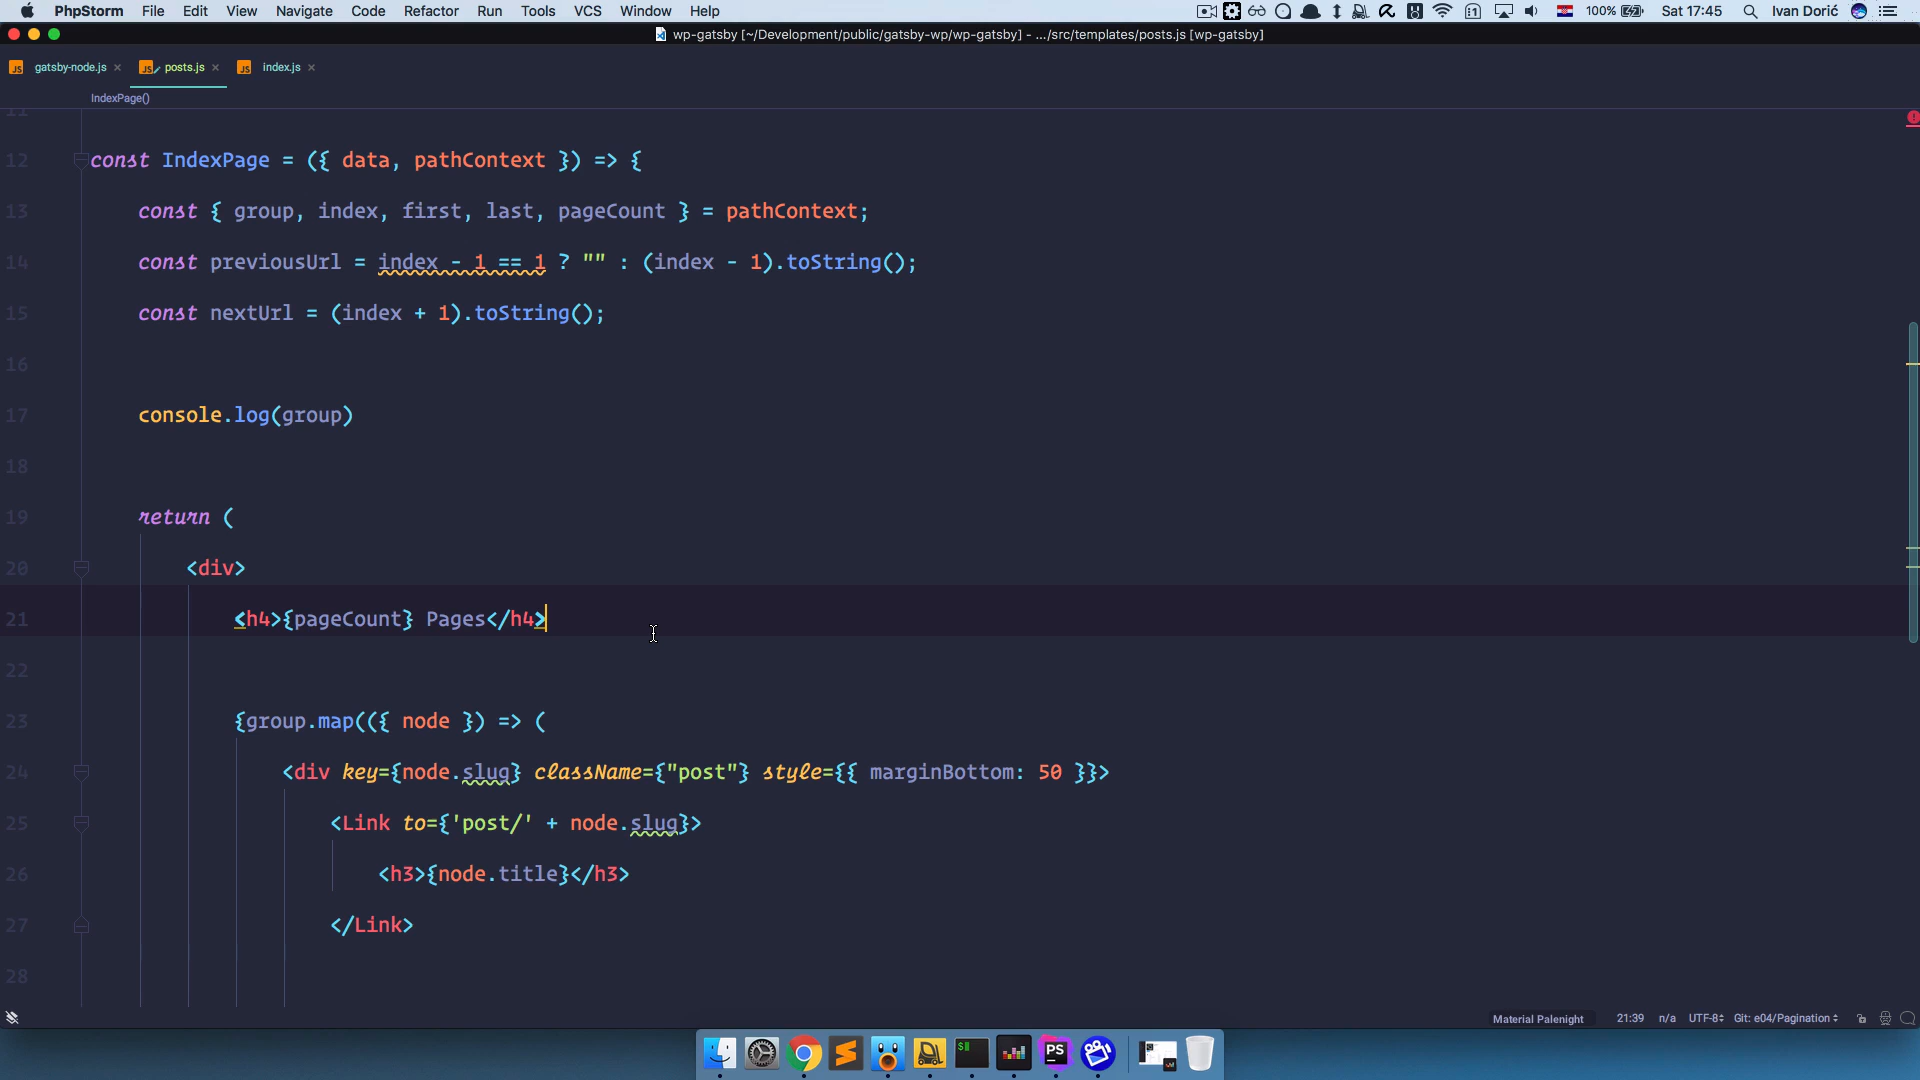 PhpStorm File Edit View Navigate Code Refactor Run Tools VCS Window Help 100% Sat 17:45 Ivan Dorić
wp-gatsby [~/Development/public/gatsby-wp/wp-gatsby] - .../src/templates/posts.js [wp-gatsby]
JS gatsby-node.js × JS posts.js × JS index.js ×
IndexPage()
11
12 const IndexPage = ({ data, pathContext }) => {
13 const { group, index, first, last, pageCount } = pathContext;
14 const previousUrl = index - 1 == 1 ? "" : (index - 1).toString();
15 const nextUrl = (index + 1).toString();
16
17 console.log(group)
18
19 return (
20 <div>
21 <h4>{pageCount} Pages</h4>
22
23 {group.map(({ node }) => (
24 <div key={node.slug} className={"post"} style={{ marginBottom: 50 }}>
25 <Link to={'post/' + node.slug}>
26 <h3>{node.title}</h3>
27 </Link>
28
Material Palenight 21:39 n/a UTF-8 Git: e04/Pagination
$ PS